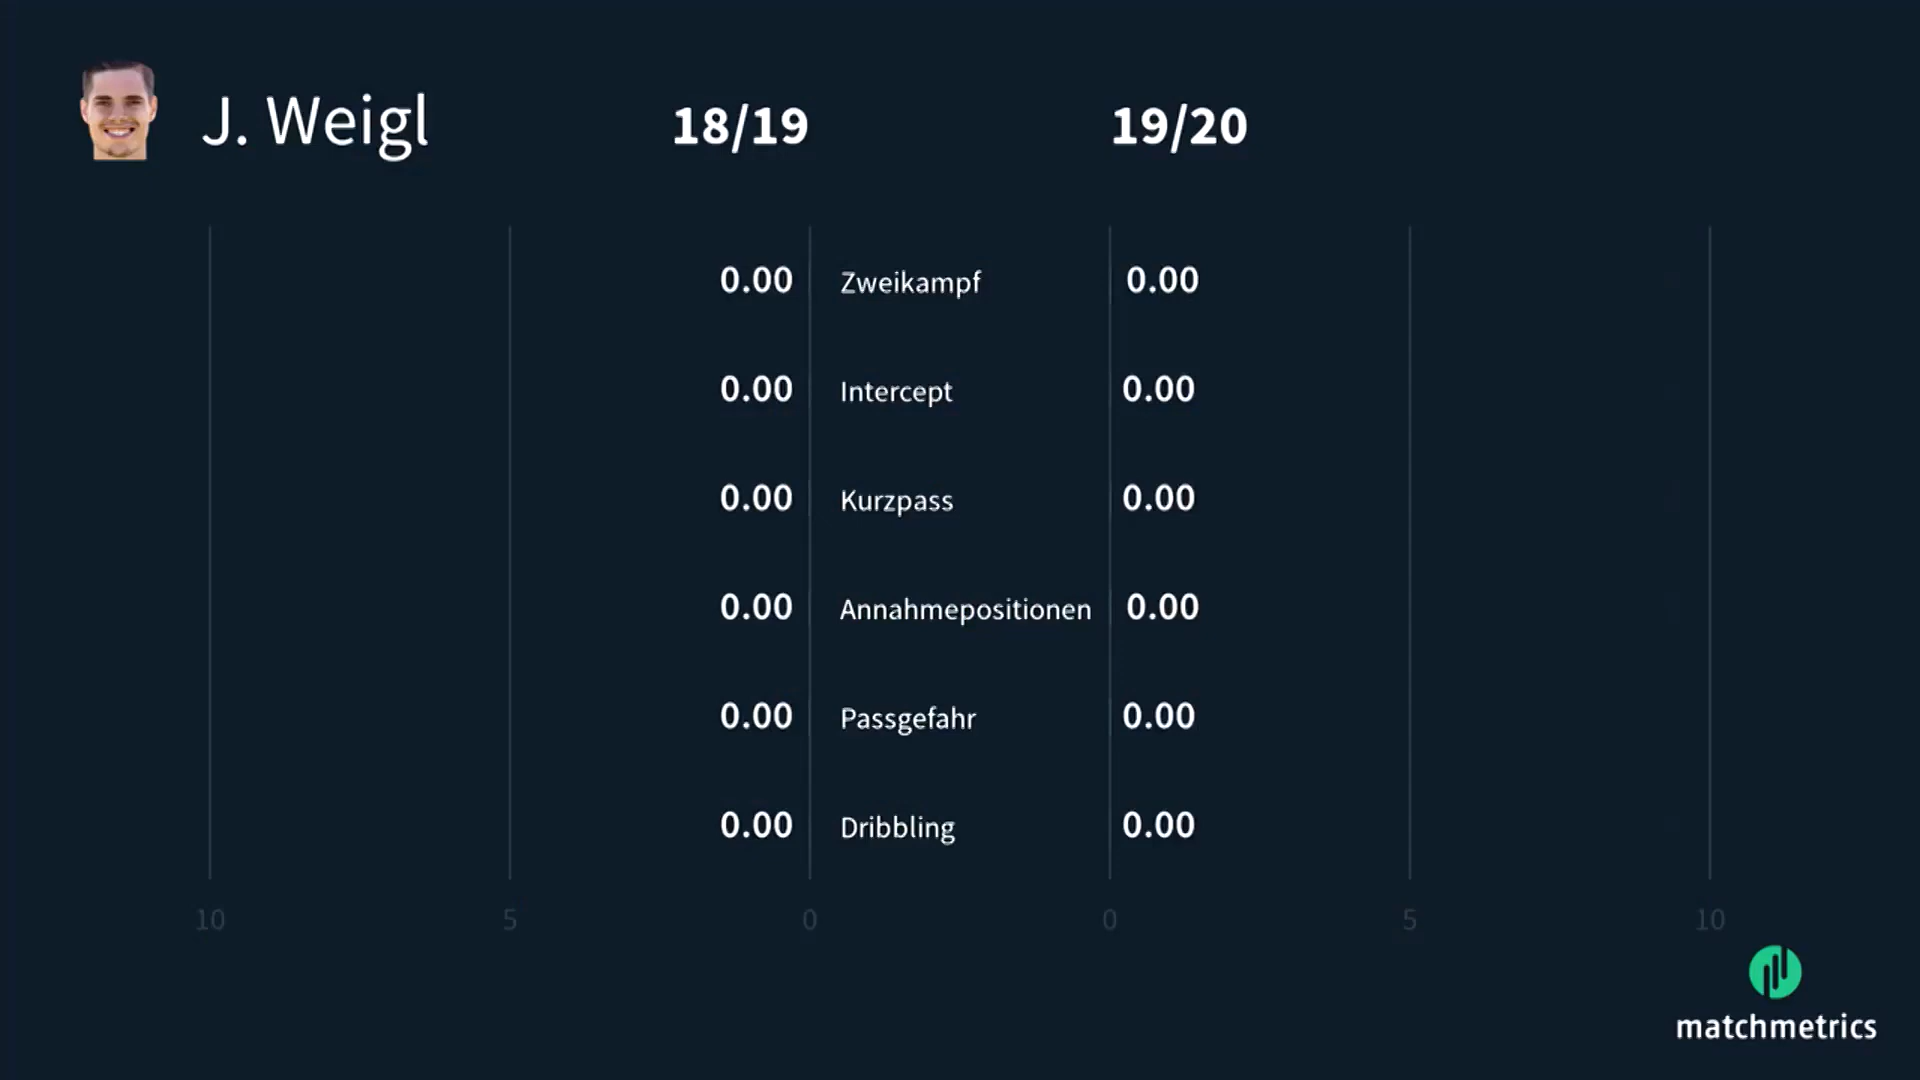 J. Weigl 18/19 19/20
0.00 Zweikampf 0.00
0.00 Intercept 0.00
0.00 Kurzpass 0.00
0.00 Annahmepositionen 0.00
0.00 Passgefahr 0.00
0.00 Dribbling 0.00
10 5 0 0 5 10
matchmetrics